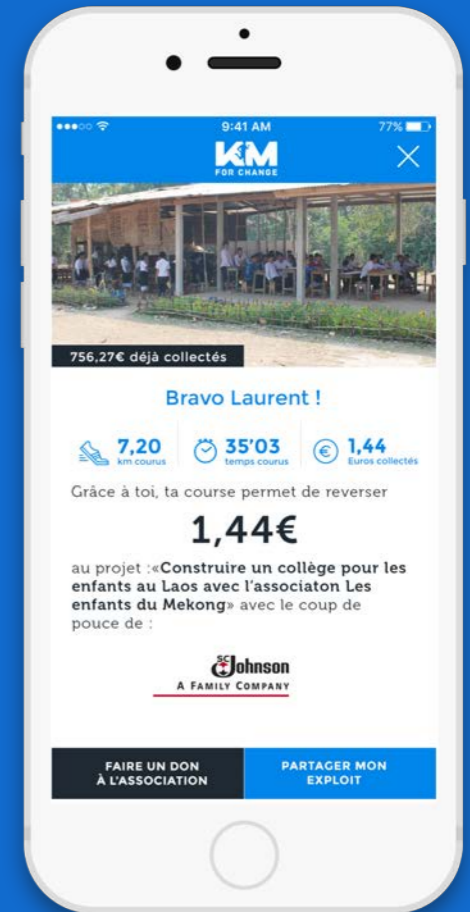 9:41 AM
77%
KM
FOR CHANGE
756,27€ déjà collectés
Bravo Laurent !
7,20
km courus
35'03
temps courus
1,44
Euros collectés
Grâce à toi, ta course permet de reverser
1,44€
au projet :«Construire un collège pour les
enfants au Laos avec l'associaton Les
enfants du Mekong» avec le coup de
pouce de :
SC Johnson
A FAMILY COMPANY
FAIRE UN DON
À L'ASSOCIATION
PARTAGER MON
EXPLOIT